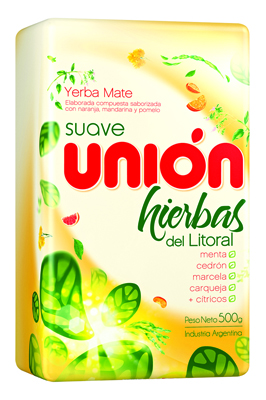 Yerba Mate
Elaborada compuesta saborizada
con naranja, mandarina y pomelo
suave
unión
hierbas
del Litoral
menta
cedrón
marcela
carqueja
+ cítricos
Peso Neto 500g
Industria Argentina